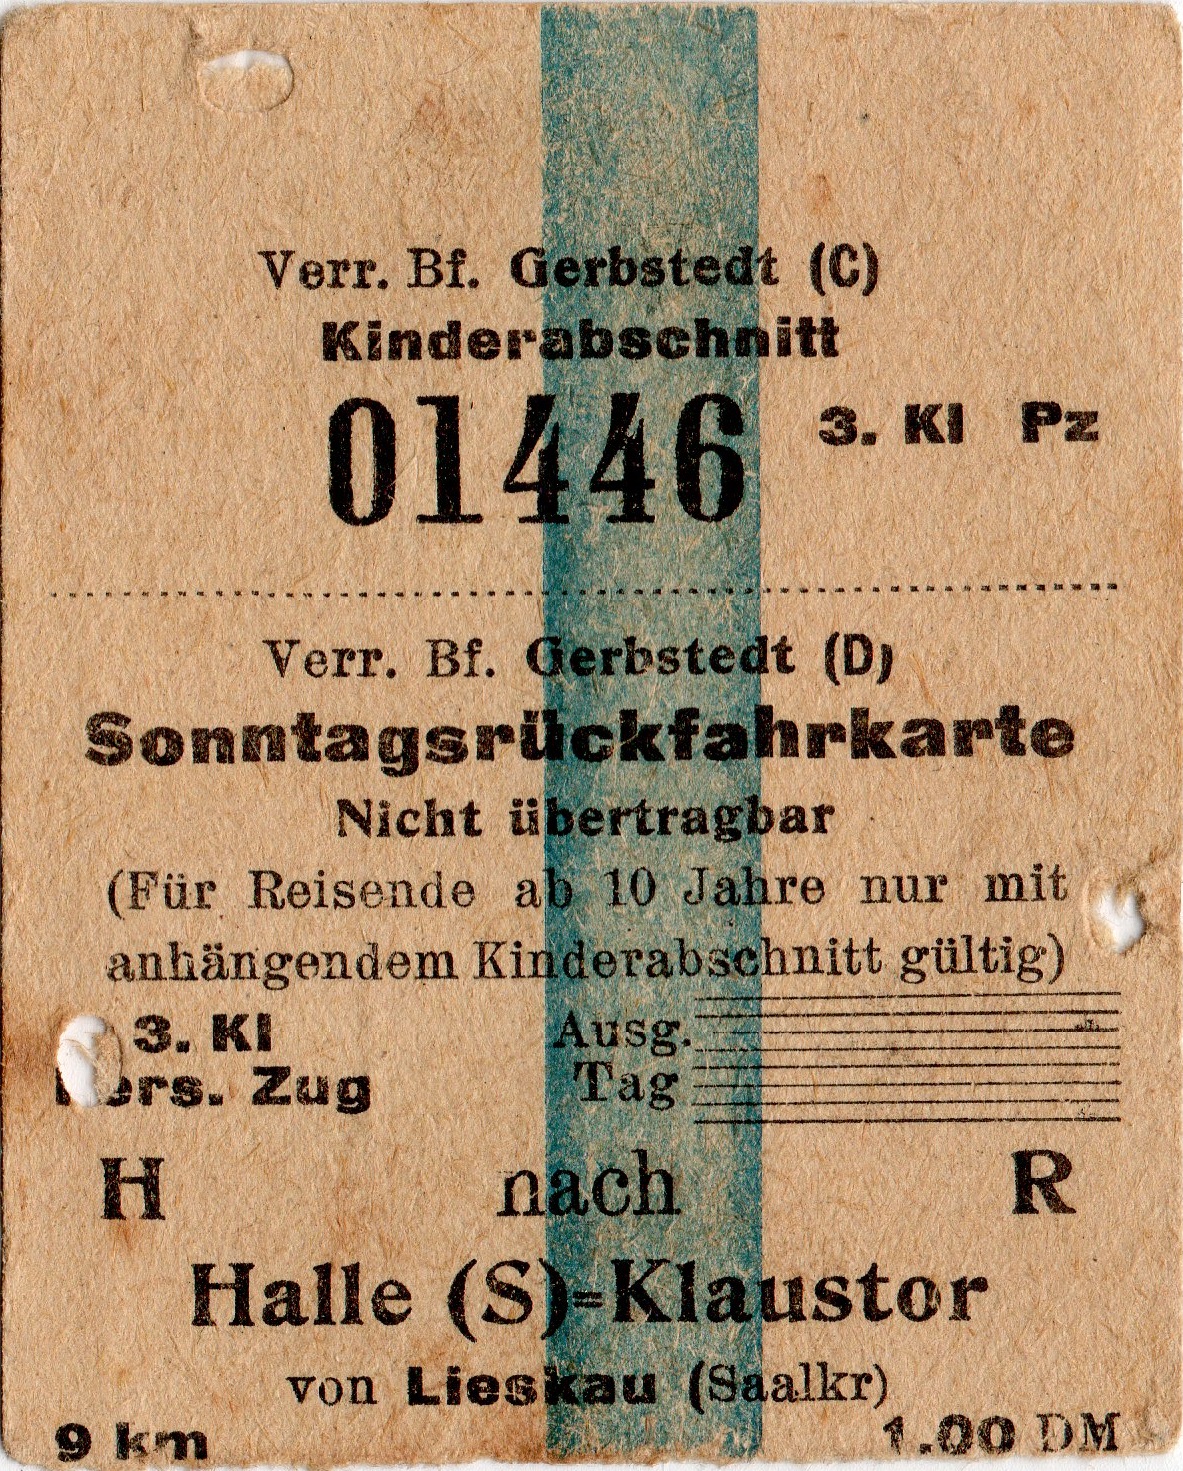 Verr. Bf. Gerbstedt (C)
Kinderabschnitt
01446 3. Kl Pz
Verr. Bf. Gerbstedt (D)
Sonntagsrückfahrkarte
Nicht übertragbar
(Für Reisende ab 10 Jahre nur mit
anhängendem Kinderabschnitt gültig)
3. Kl Ausg.
Pers. Zug Tag
H nach R
Halle (S)=Klaustor
von Lieskau (Saalkr)
9 km 1.00 DM